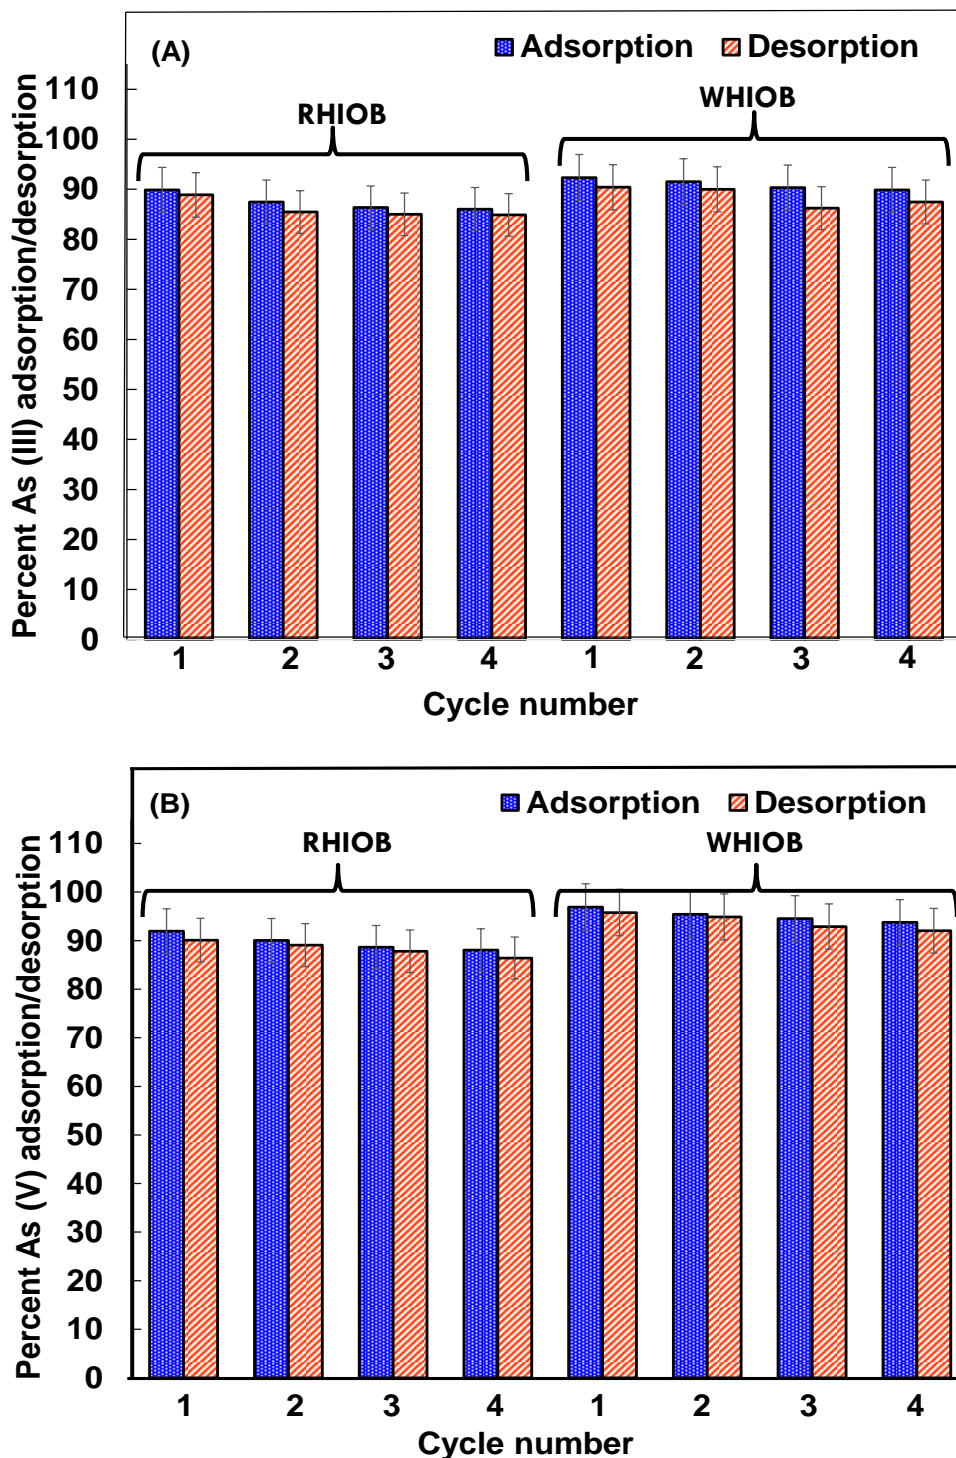 (A)
Adsorption Desorption
RHIOB
WHIOB
Percent As (III) adsorption/desorption
110
100
90
80
70
60
50
40
30
20
10
0
1 2 3 4 1 2 3 4
Cycle number
(B)
Adsorption Desorption
RHIOB WHIOB
Percent As (V) adsorption/desorption
110
100
90
80
70
60
50
40
30
20
10
0
1 2 3 4 1 2 3 4
Cycle number